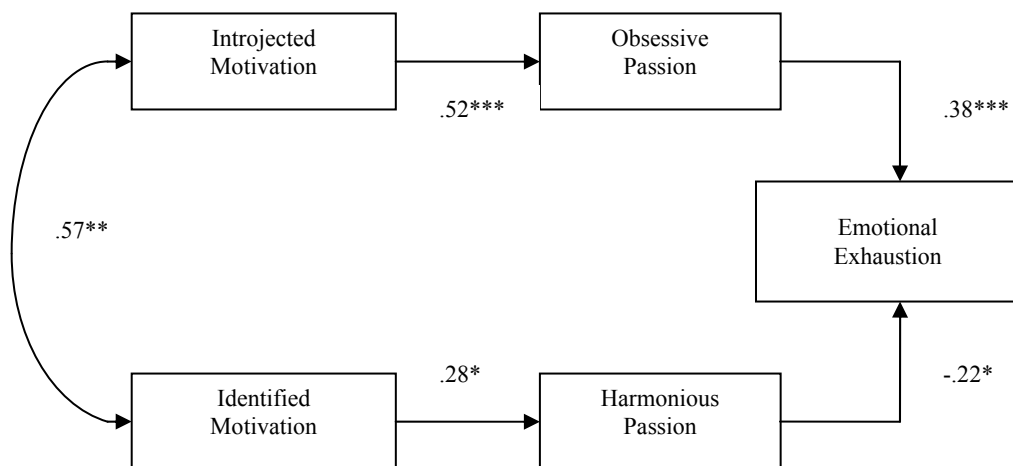 Introjected
Motivation
Obsessive
Passion
.52***
.38***
.57**
Emotional
Exhaustion
Identified
Motivation
.28*
Harmonious
Passion
-.22*